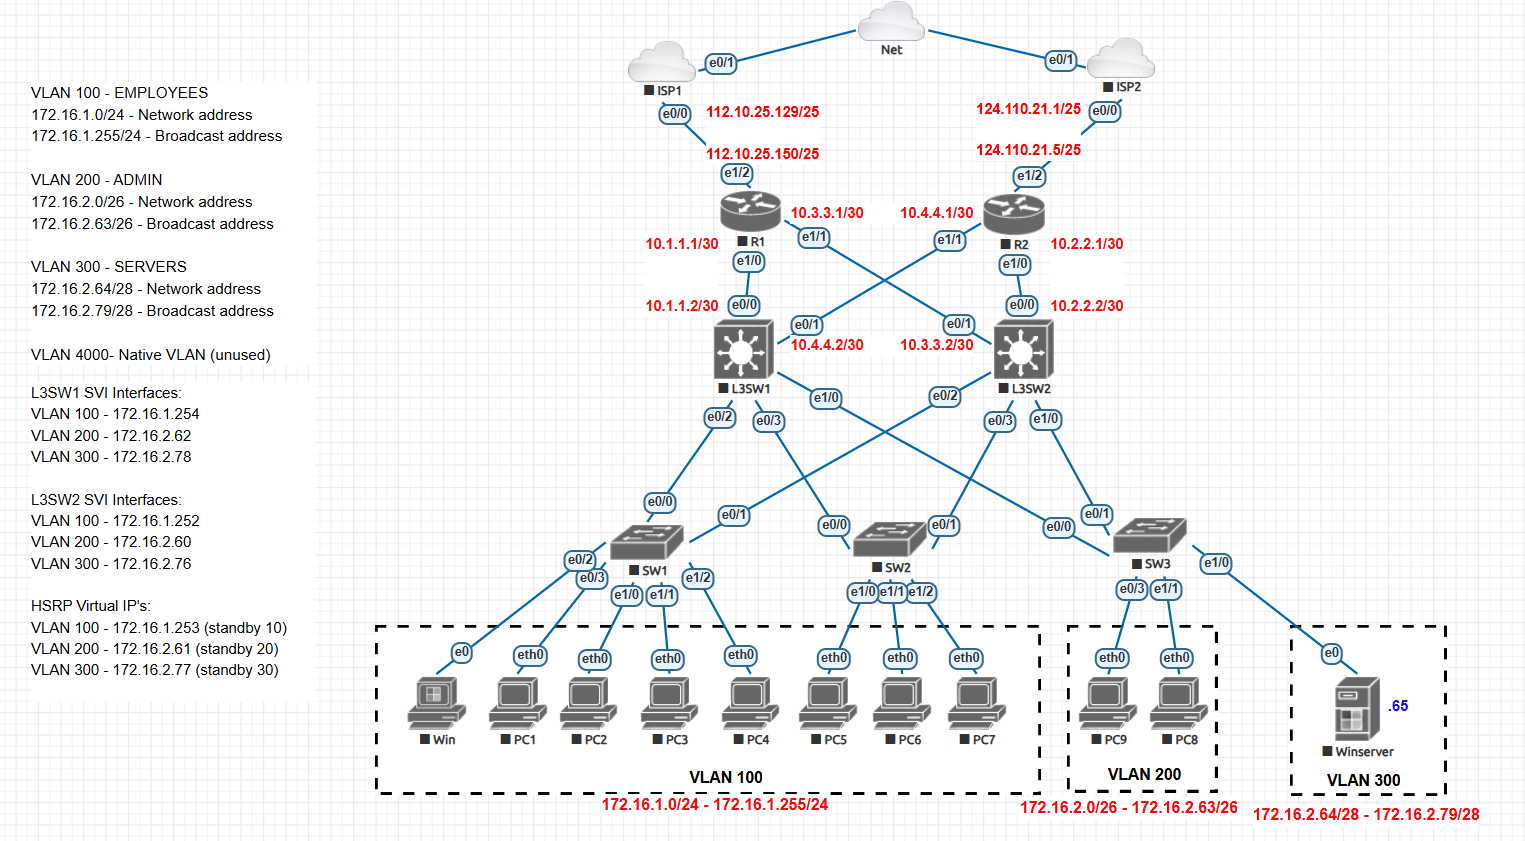 Net
e0/1
e0/1
ISP1
ISP2
e0/0
112.10.25.129/25
124.110.21.1/25
e0/0
112.10.25.150/25
124.110.21.5/25
e1/2
e1/2
10.3.3.1/30
10.4.4.1/30
R1
R2
e1/1
e1/1
10.1.1.1/30
10.2.2.1/30
e1/0
e1/0
10.1.1.2/30
e0/0
e0/0
10.2.2.2/30
e0/1
e0/1
10.4.4.2/30
10.3.3.2/30
L3SW1
L3SW2
e1/0
e0/2
e0/2
e0/3
e0/3
e1/0
e0/0
e0/1
e0/0
e0/1
e0/0
e0/1
SW1
SW2
SW3
e0/2
e0/3
e1/0
e1/1
e1/2
e1/0
e1/1
e1/2
e0/3
e1/1
e1/0
e0
eth0
eth0
eth0
eth0
eth0
eth0
eth0
eth0
eth0
e0
.65
Win
PC1
PC2
PC3
PC4
PC5
PC6
PC7
PC9
PC8
Winserver
VLAN 100
VLAN 200
VLAN 300
172.16.1.0/24 - 172.16.1.255/24
172.16.2.0/26 - 172.16.2.63/26
172.16.2.64/28 - 172.16.2.79/28
VLAN 100 - EMPLOYEES
172.16.1.0/24 - Network address
172.16.1.255/24 - Broadcast address
VLAN 200 - ADMIN
172.16.2.0/26 - Network address
172.16.2.63/26 - Broadcast address
VLAN 300 - SERVERS
172.16.2.64/28 - Network address
172.16.2.79/28 - Broadcast address
VLAN 4000- Native VLAN (unused)
L3SW1 SVI Interfaces:
VLAN 100 - 172.16.1.254
VLAN 200 - 172.16.2.62
VLAN 300 - 172.16.2.78
L3SW2 SVI Interfaces:
VLAN 100 - 172.16.1.252
VLAN 200 - 172.16.2.60
VLAN 300 - 172.16.2.76
HSRP Virtual IP's:
VLAN 100 - 172.16.1.253 (standby 10)
VLAN 200 - 172.16.2.61 (standby 20)
VLAN 300 - 172.16.2.77 (standby 30)